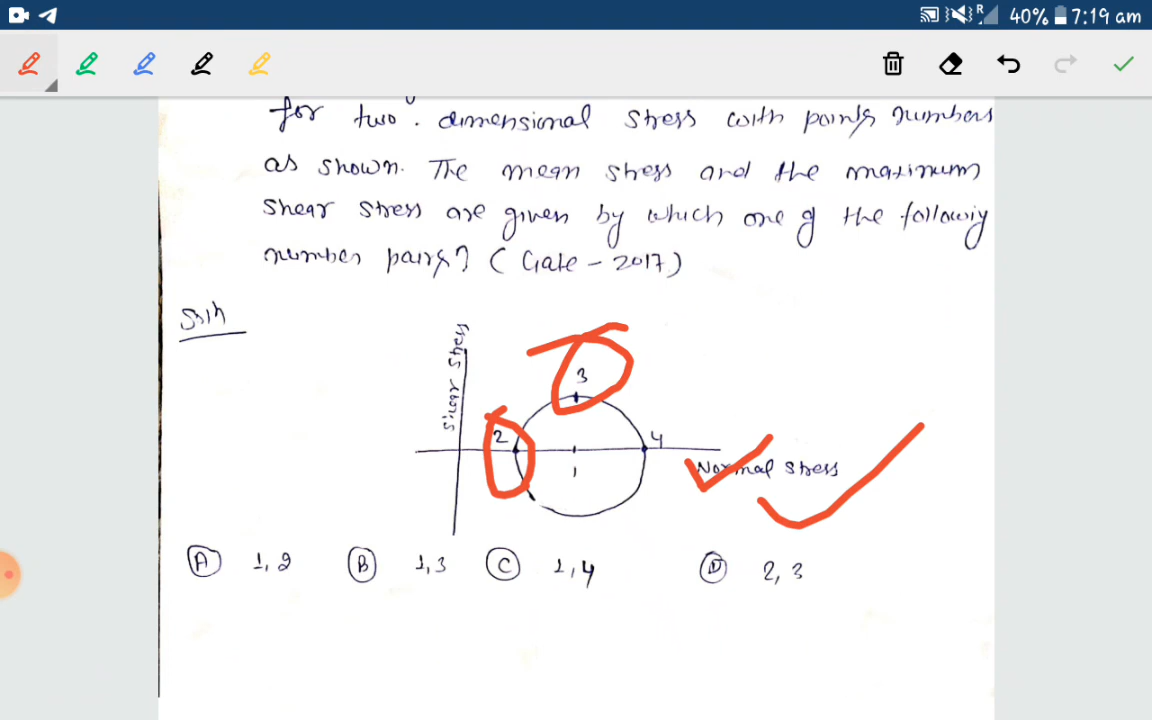 R 40% 7:19 am
for two dimensional stress with points numbers
as shown. The mean stress and the maximum
shear stress are given by which one of the following
number pairs? (Gate - 2017)
Soln
Shear Stress
3
2
4
1
Normal stress
(A) 1,2 (B) 1,3 (C) 1,4 (D) 2, 3